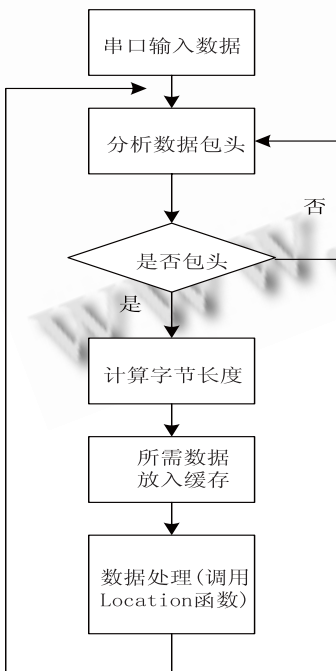 串口输入数据
分析数据包头
否
是否包头
是
计算字节长度
所需数据
放入缓存
数据处理(调用
Location函数)
WWW.